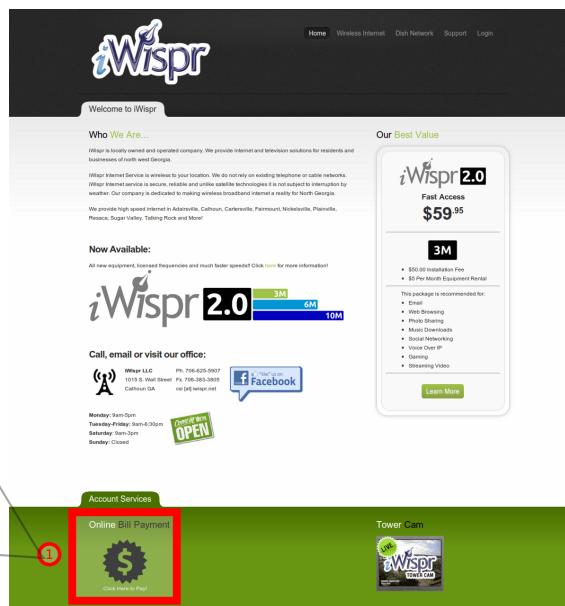 iWispr
Home Wireless Internet Dish Network Support Login
Welcome to iWispr
Who We Are...
iWispr is locally owned and operated company. We provide internet and television solutions for residents and
businesses of north west Georgia.
iWispr Internet Service is wireless to your location. We do not rely on existing telephone or cable networks.
iWispr internet service is secure, reliable and unlike satellite technologies it is not subject to interruption by
weather. Our company is dedicated to making wireless broadband internet a reality for North Georgia.
We provide high speed internet in Adairsville, Calhoun, Cartersville, Fairmount, Nickelsville, Plainville,
Resaca, Sugar Valley, Talking Rock and More!
Now Available:
All new equipment, licensed frequencies and much faster speeds!! Click here for more information!
iWispr 2.0
3M
6M
10M
Call, email or visit our office:
iWispr LLC Ph. 706-625-5907
1015 S. Wall Street Fx. 706-383-3805
Calhoun GA csr [at] iwispr.net
"like" us on
Facebook
Monday: 9am-5pm
Tuesday-Friday: 9am-6:30pm
Saturday: 9am-3pm
Sunday: Closed
OPEN
Our Best Value
iWispr 2.0
Fast Access
$59.95
3M
$50.00 Installation Fee
$5 Per Month Equipment Rental
This package is recommended for:
Email
Web Browsing
Photo Sharing
Music Downloads
Social Networking
Voice Over IP
Gaming
Streaming Video
Learn More
Account Services
1
Online Bill Payment
$
Click Here to Pay!
Tower Cam
LIVE
iWispr
TOWER CAM